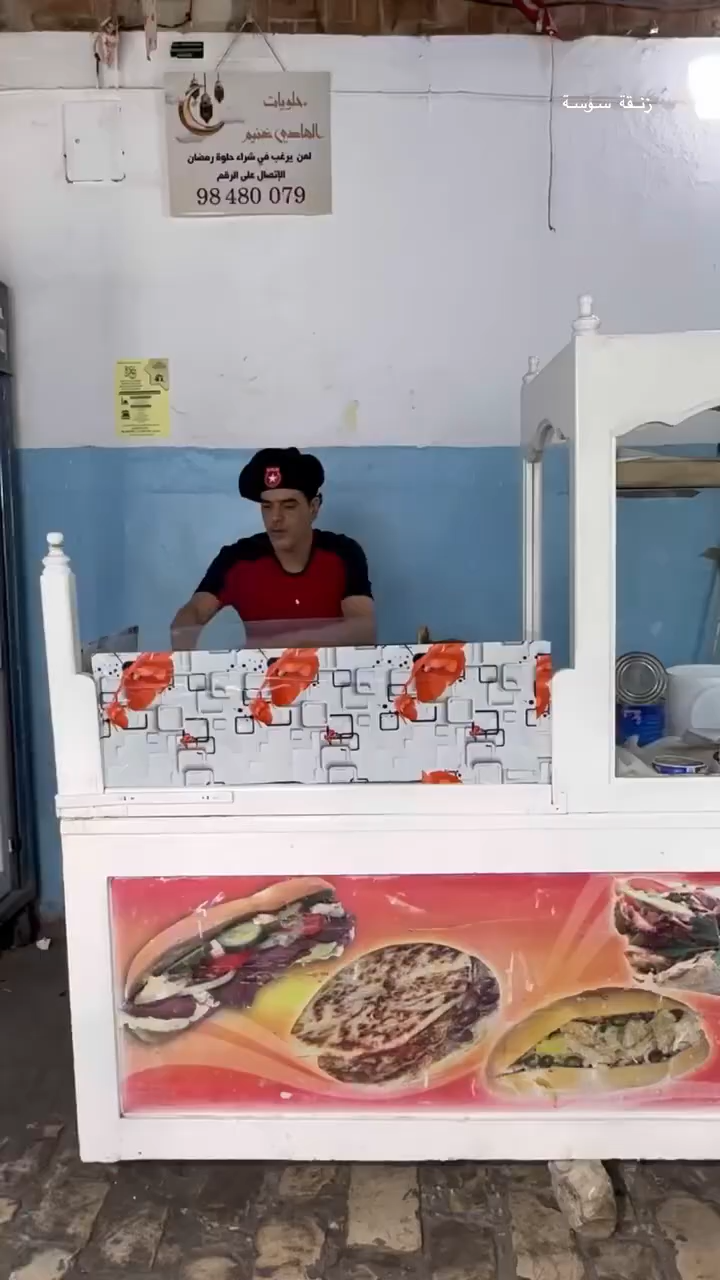 زنقة سوسة
حلويات
الهادي غنيم
لمن يرغب في شراء حلوة رمضان
الإتصال على الرقم
98 480 079